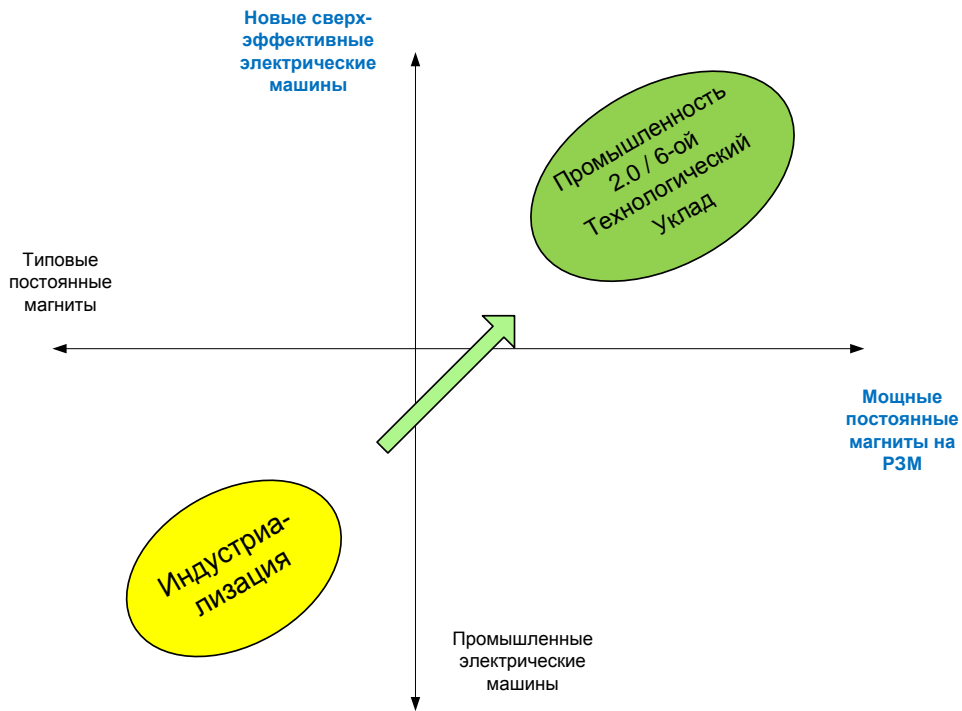 Новые сверх-
эффективные
электрические
машины
Промышленность
2.0 / 6-ой
Технологический
Уклад
Типовые
постоянные
магниты
Мощные
постоянные
магниты на
РЗМ
Индустриа-
лизация
Промышленные
электрические
машины